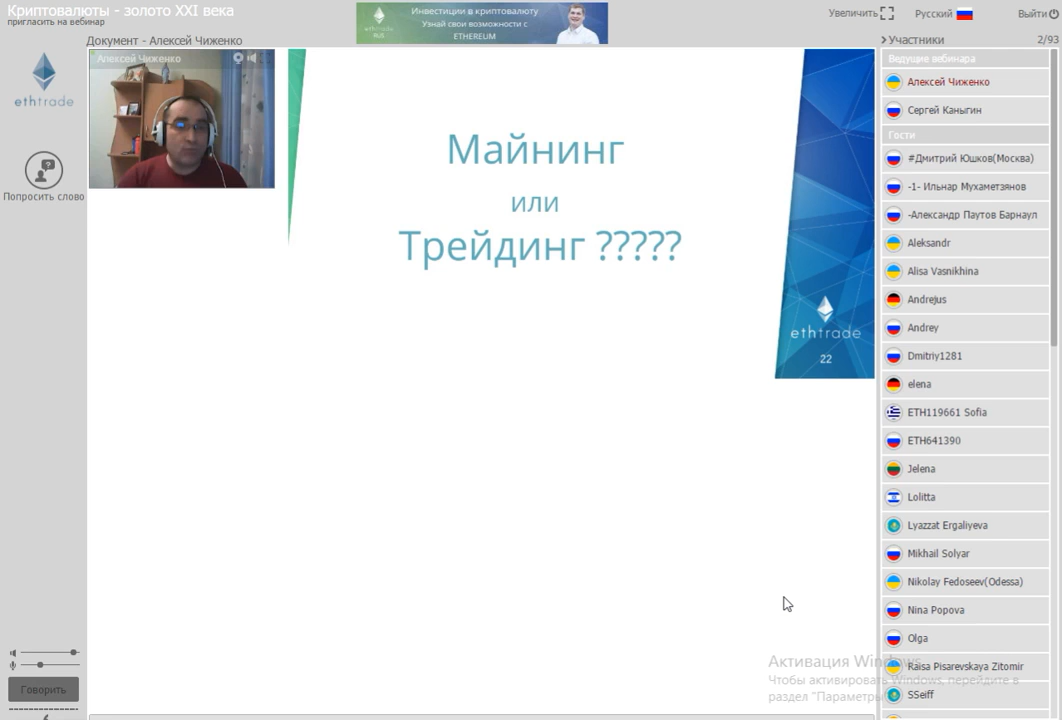 Криптовалюты - золото XXI века
пригласить на вебинар
Инвестиции в криптовалюту
Узнай свои возможности с
ETHEREUM
ethtrade
Увеличить
Русский
Выйти
Документ - Алексей Чиженко
Участники
2/93
Алексей Чиженко
ethtrade
Попросить слово
Майнинг
или
Трейдинг ?????
ethtrade
22
Ведущие вебинара
Алексей Чиженко
Сергей Каныгин
Гости
#Дмитрий Юшков(Москва)
-1- Ильнар Мухаметзянов
-Александр Паутов Барнаул
Aleksandr
Alisa Vasnikhina
Andrejus
Andrey
Dmitriy1281
elena
ETH119661 Sofia
ETH641390
Jelena
Lolitta
Lyazzat Ergaliyeva
Mikhail Solyar
Nikolay Fedoseev(Odessa)
Nina Popova
Olga
Raisa Pisarevskaya Zitomir
SSeiff
Говорить
Активация Windows
Чтобы активировать Windows, перейдите в
раздел "Параметры